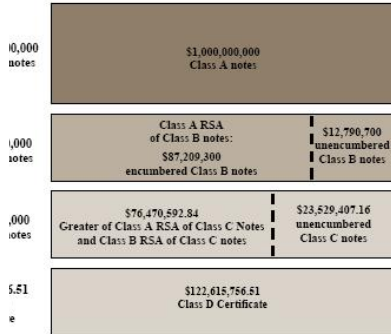 0,000
notes
$1,000,000,000
Class A notes
,000
notes
Class A RSA
of Class B notes:
$87,209,300
encumbered Class B notes
$12,790,700
unencumbered
Class B notes
,000
notes
$76,470,592.84
Greater of Class A RSA of Class C Notes
and Class B RSA of Class C notes
$23,529,407.16
unencumbered
Class C notes
6.51
e
$122,615,756.51
Class D Certificate